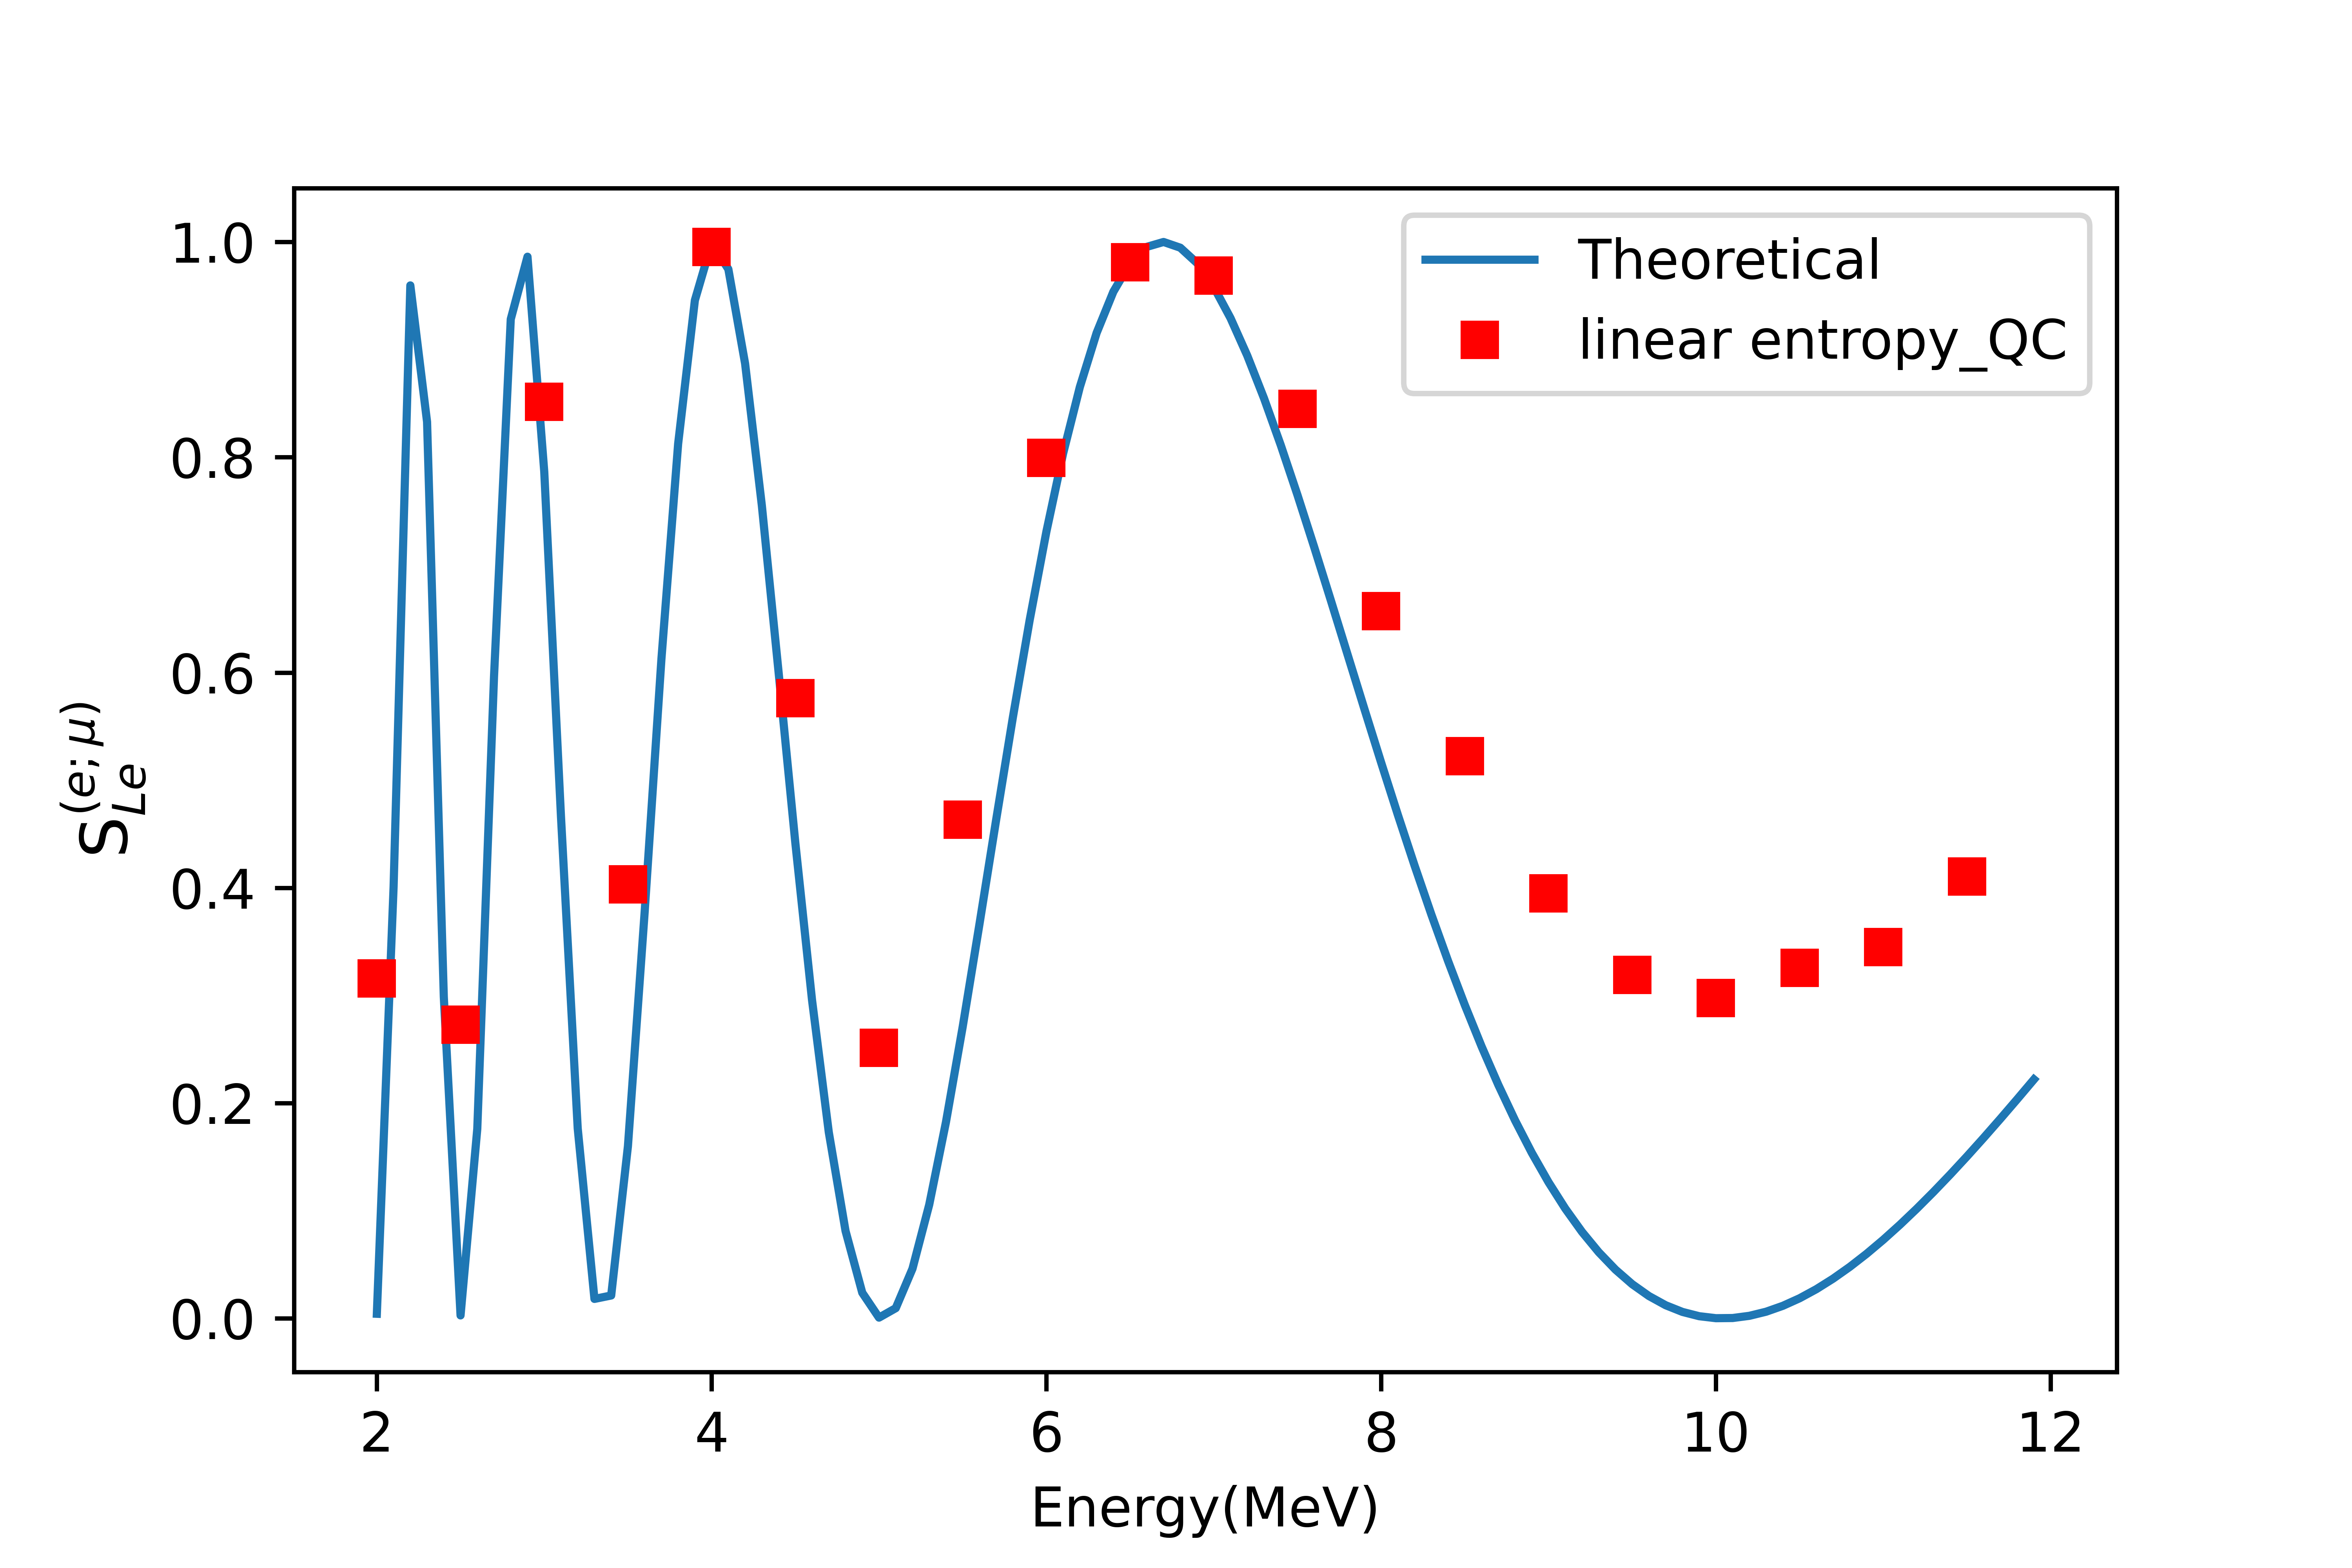 Theoretical
linear entropy_QC
1.0
0.8
0.6
0.4
0.2
0.0
S_{Le}^{(e;μ)}
2 4 6 8 10 12
Energy(MeV)